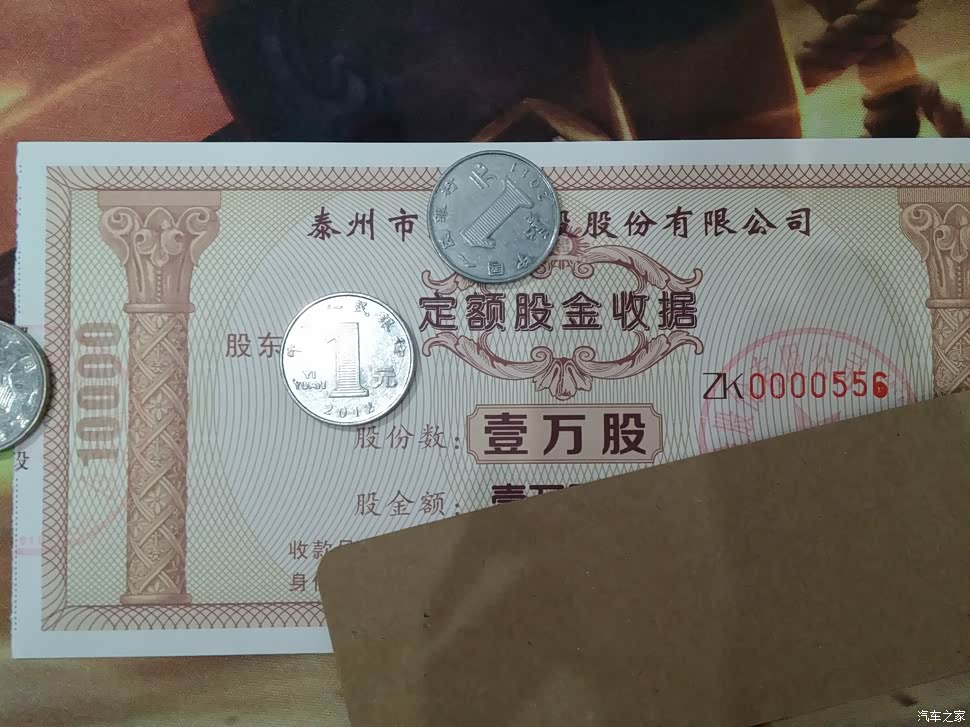 泰州市 股股份有限公司
定额股金收据
股东
ZK0000556
10000
股份数：
壹万股
股金额：
收款
1
YI
YUAN
元
2012
汽车之家